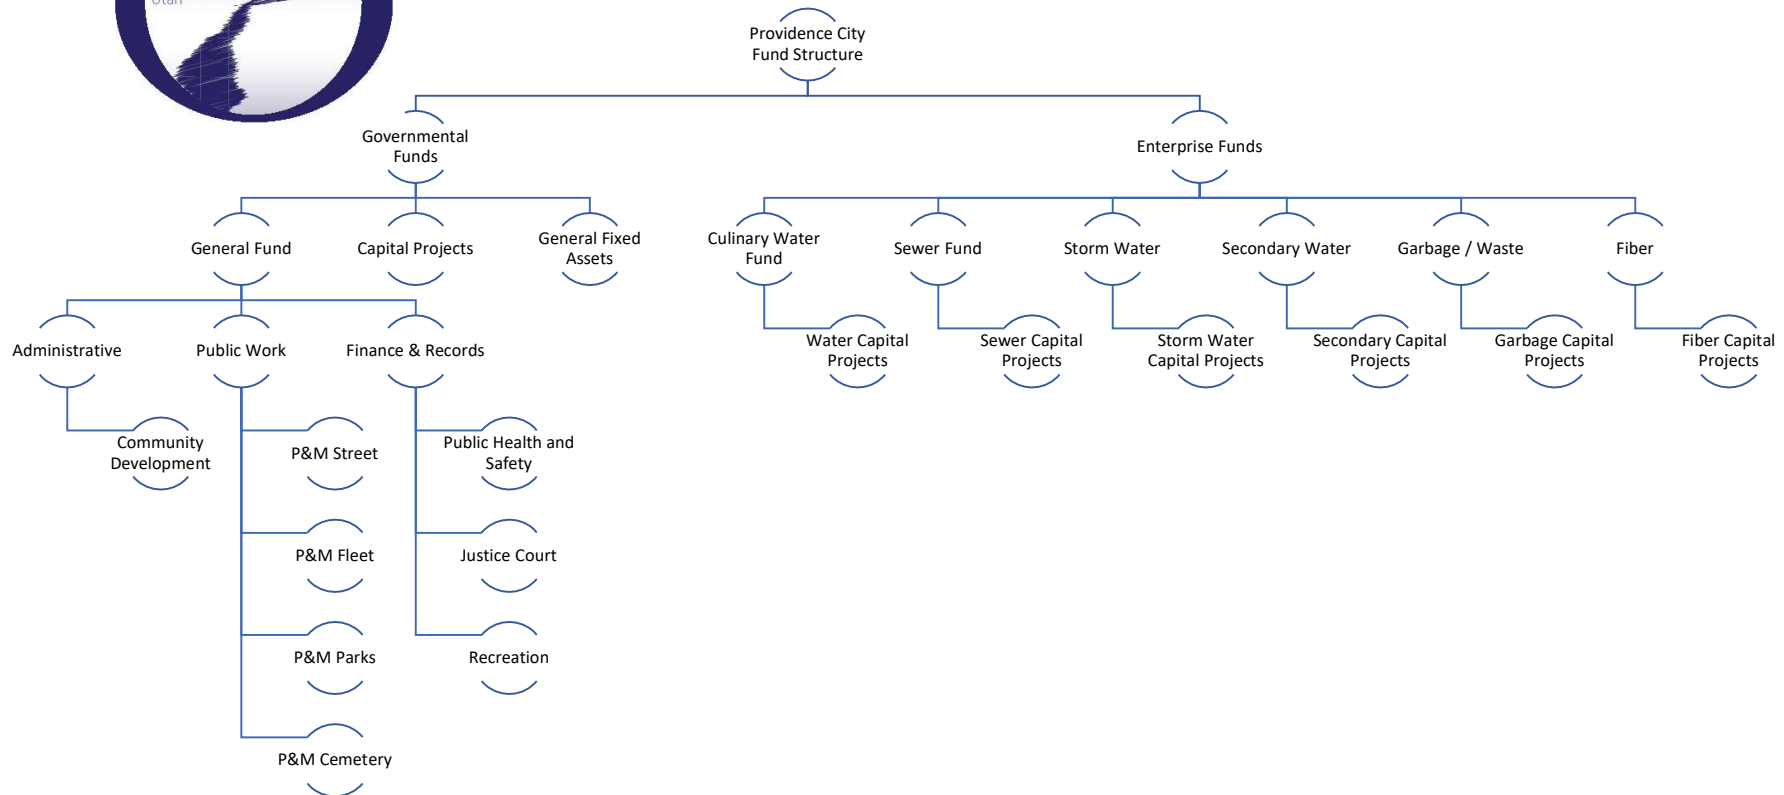 Utah
Providence City
Fund Structure
Governmental
Funds
Enterprise Funds
General Fund
Capital Projects
General Fixed
Assets
Culinary Water
Fund
Sewer Fund
Storm Water
Secondary Water
Garbage / Waste
Fiber
Administrative
Public Work
Finance & Records
Water Capital
Projects
Sewer Capital
Projects
Storm Water
Capital Projects
Secondary Capital
Projects
Garbage Capital
Projects
Fiber Capital
Projects
Community
Development
P&M Street
Public Health and
Safety
P&M Fleet
Justice Court
P&M Parks
Recreation
P&M Cemetery